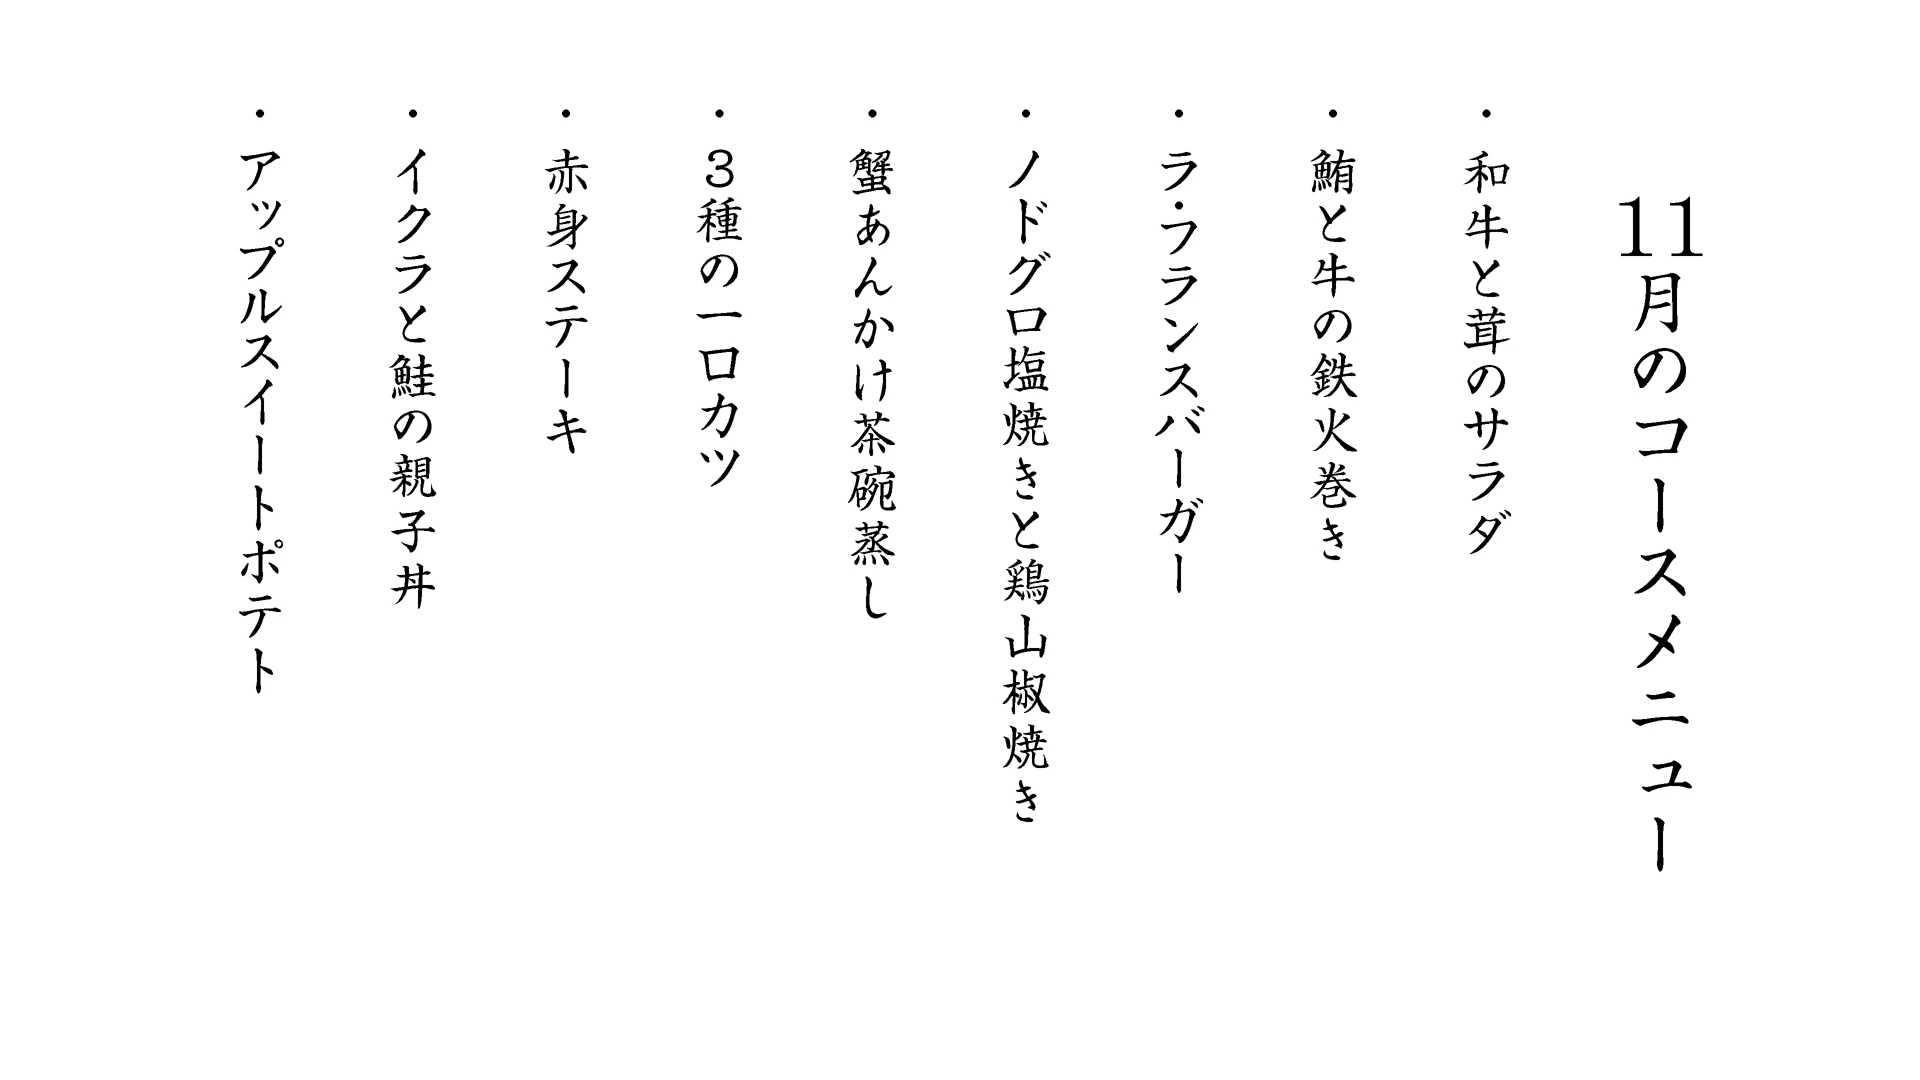 11月のコースメニュー
・和牛と茸のサラダ
・鮪と牛の鉄火巻き
・ラ・フランスバーガー
・ノドグロ塩焼きと鶏山椒焼き
・蟹あんかけ茶碗蒸し
・３種の一口カツ
・赤身ステーキ
・イクラと鮭の親子丼
・アップルスイートポテト